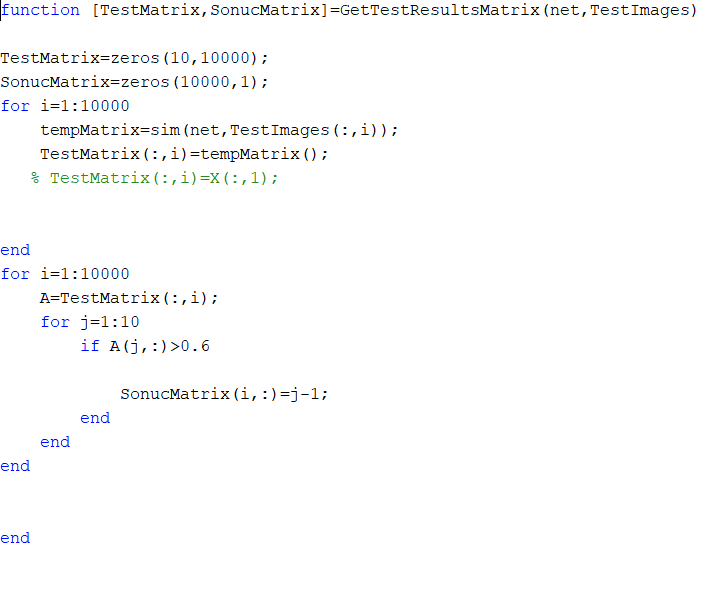 function [TestMatrix,SonucMatrix]=GetTestResultsMatrix(net,TestImages)
TestMatrix=zeros(10,10000);
SonucMatrix=zeros(10000,1);
for i=1:10000
    tempMatrix=sim(net,TestImages(:,i));
    TestMatrix(:,i)=tempMatrix();
   % TestMatrix(:,i)=X(:,1);
end
for i=1:10000
    A=TestMatrix(:,i);
    for j=1:10
        if A(j,:)>0.6
            SonucMatrix(i,:)=j-1;
        end
    end
end
end